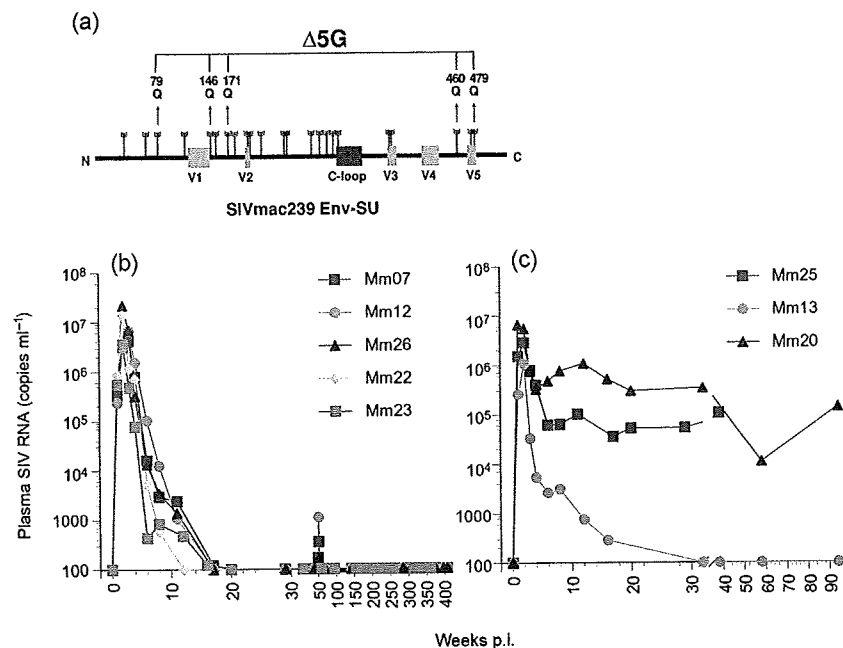 (a)
Δ5G
79 146 171 460 479
Q Q Q Q Q
N C
V1 V2 C-loop V3 V4 V5
SIVmac239 Env-SU
Plasma SIV RNA (copies ml⁻¹)
(b)
10⁸
10⁷
10⁶
10⁵
10⁴
1000
100
Mm07
Mm12
Mm26
Mm22
Mm23
0 10 20 30 50 100 150 200 250 300 350 400
(c)
10⁸
10⁷
10⁶
10⁵
10⁴
1000
100
Mm25
Mm13
Mm20
0 10 20 30 40 50 60 70 80 90
Weeks p.i.